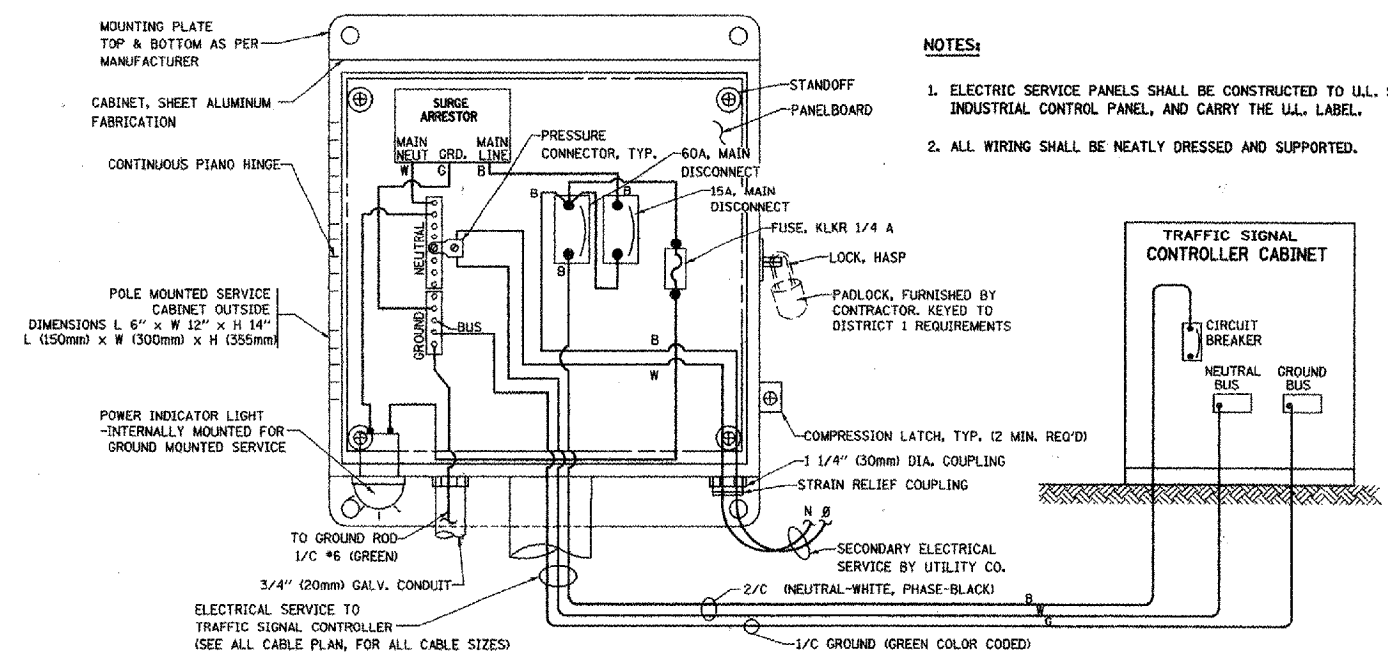 MOUNTING PLATE
TOP & BOTTOM AS PER
MANUFACTURER
CABINET, SHEET ALUMINUM
FABRICATION
CONTINUOUS PIANO HINGE
POLE MOUNTED SERVICE
CABINET OUTSIDE
DIMENSIONS L 6" x W 12" x H 14"
L (150mm) x W (300mm) x H (355mm)
POWER INDICATOR LIGHT
-INTERNALLY MOUNTED FOR
GROUND MOUNTED SERVICE
SURGE
ARRESTOR
MAIN
NEUT
GRD.
MAIN
LINE
W
G
B
PRESSURE
CONNECTOR, TYP.
60A, MAIN
DISCONNECT
15A, MAIN
DISCONNECT
B
B
B
NEUTRAL
GROUND
BUS
B
W
STANDOFF
PANELBOARD
FUSE, KLKR 1/4 A
LOCK, HASP
PADLOCK, FURNISHED BY
CONTRACTOR. KEYED TO
DISTRICT 1 REQUIREMENTS
COMPRESSION LATCH, TYP. (2 MIN. REQ'D)
1 1/4" (30mm) DIA. COUPLING
STRAIN RELIEF COUPLING
N Ø
SECONDARY ELECTRICAL
SERVICE BY UTILITY CO.
TO GROUND ROD
1/C #6 (GREEN)
3/4" (20mm) GALV. CONDUIT
ELECTRICAL SERVICE TO
TRAFFIC SIGNAL CONTROLLER
(SEE ALL CABLE PLAN, FOR ALL CABLE SIZES)
2/C (NEUTRAL-WHITE, PHASE-BLACK)
B
W
G
1/C GROUND (GREEN COLOR CODED)
NOTES:
1. ELECTRIC SERVICE PANELS SHALL BE CONSTRUCTED TO U.L.
INDUSTRIAL CONTROL PANEL, AND CARRY THE U.L. LABEL.
2. ALL WIRING SHALL BE NEATLY DRESSED AND SUPPORTED.
TRAFFIC SIGNAL
CONTROLLER CABINET
CIRCUIT
BREAKER
NEUTRAL
BUS
GROUND
BUS